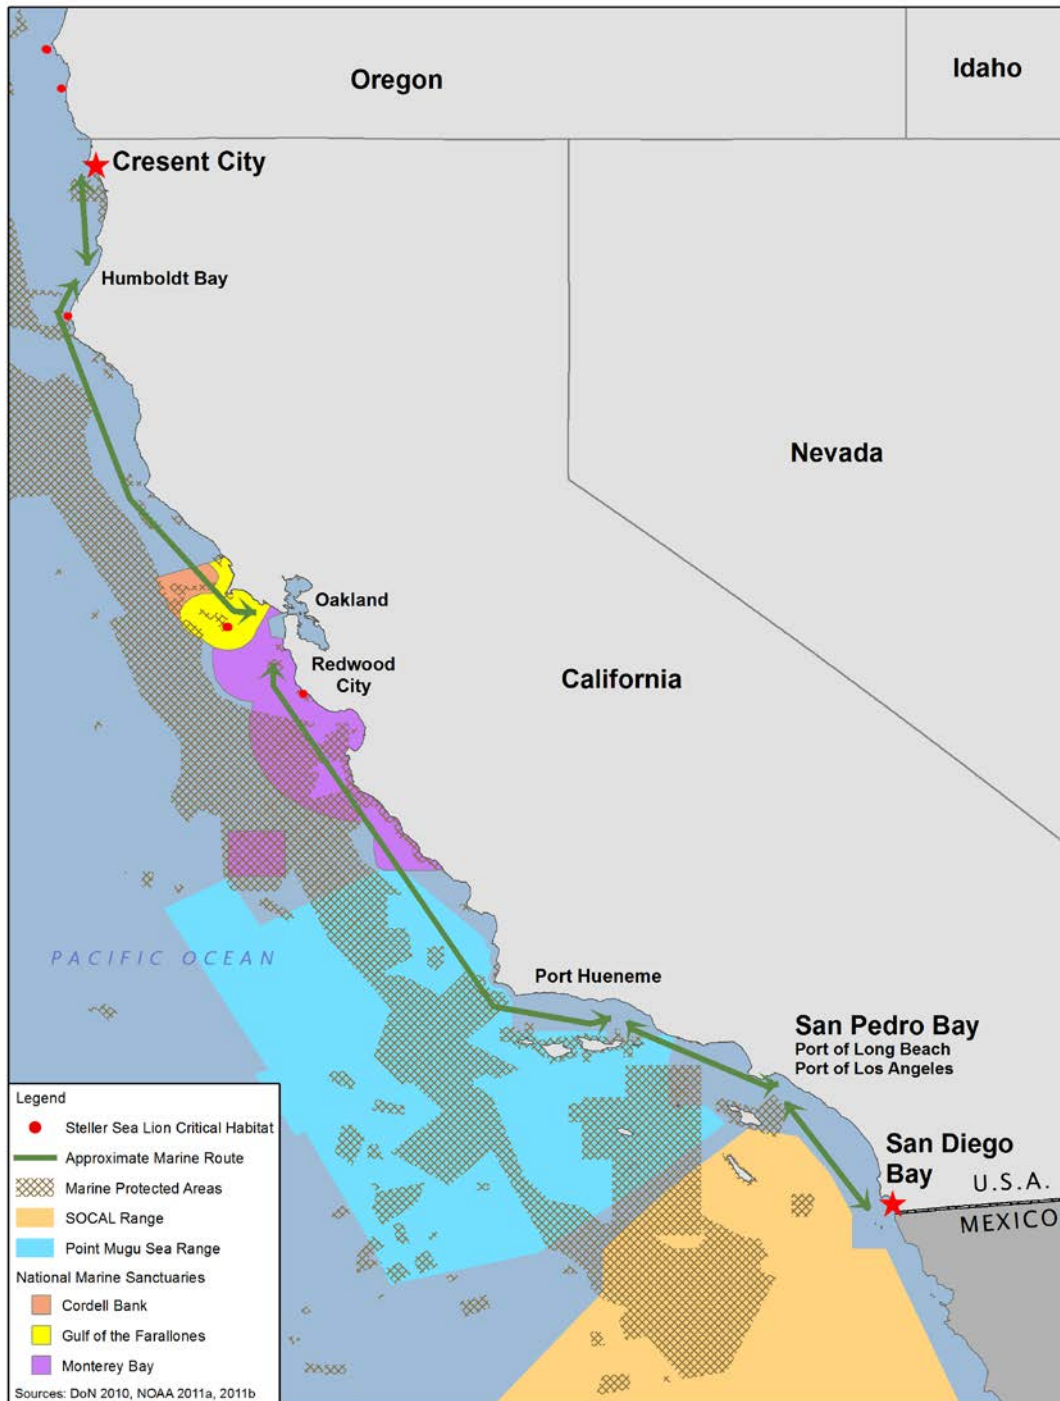 Oregon
Idaho
Cresent City
Humboldt Bay
Nevada
Oakland
Redwood
City
California
PACIFIC OCEAN
Port Hueneme
San Pedro Bay
Port of Long Beach
Port of Los Angeles
San Diego
Bay
U.S.A.
MEXICO
Legend
Steller Sea Lion Critical Habitat
Approximate Marine Route
Marine Protected Areas
SOCAL Range
Point Mugu Sea Range
National Marine Sanctuaries
Cordell Bank
Gulf of the Farallones
Monterey Bay
Sources: DoN 2010, NOAA 2011a, 2011b